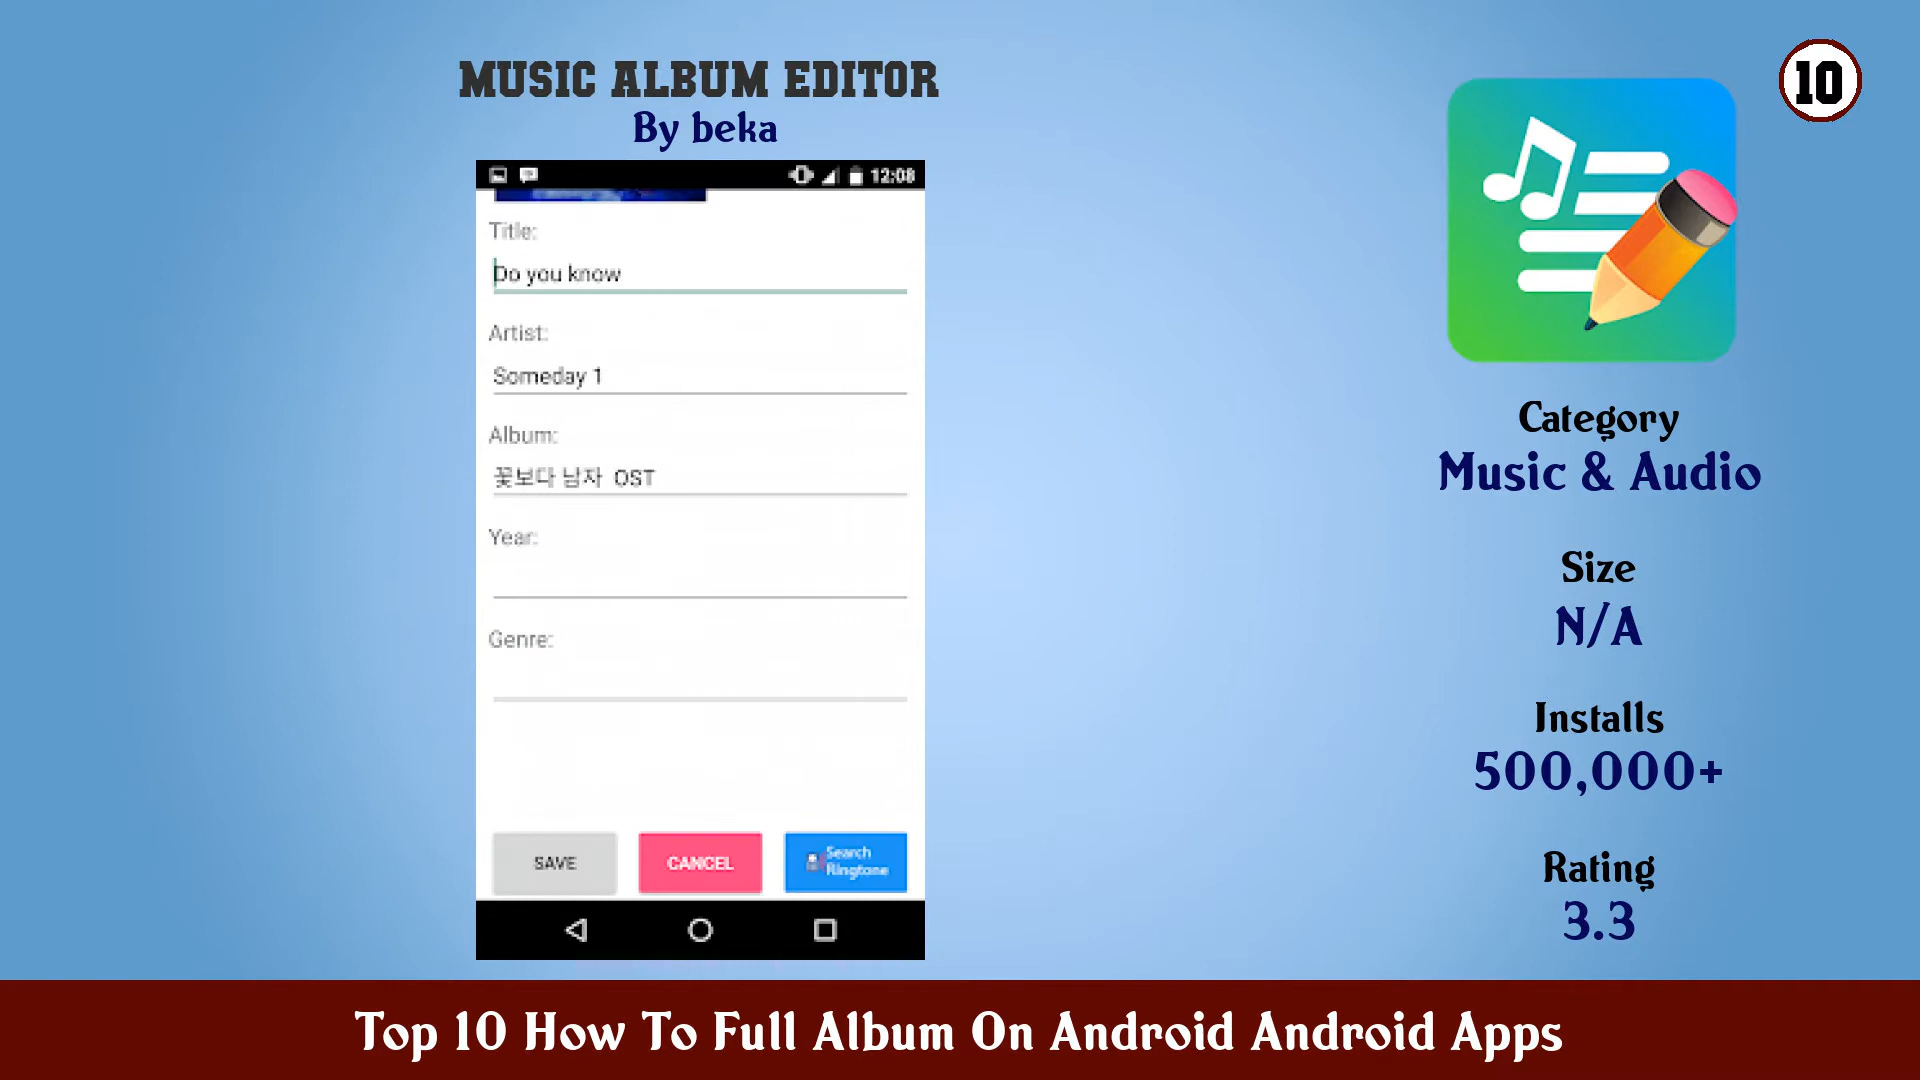 MUSIC ALBUM EDITOR
By beka
10
12:08
Title:
Do you know
Artist:
Someday 1
Album:
꽃보다 남자 OST
Year:
Genre:
SAVE
CANCEL
Search
Ringtone
Category
Music & Audio
Size
N/A
Installs
500,000+
Rating
3.3
Top 10 How To Full Album On Android Android Apps